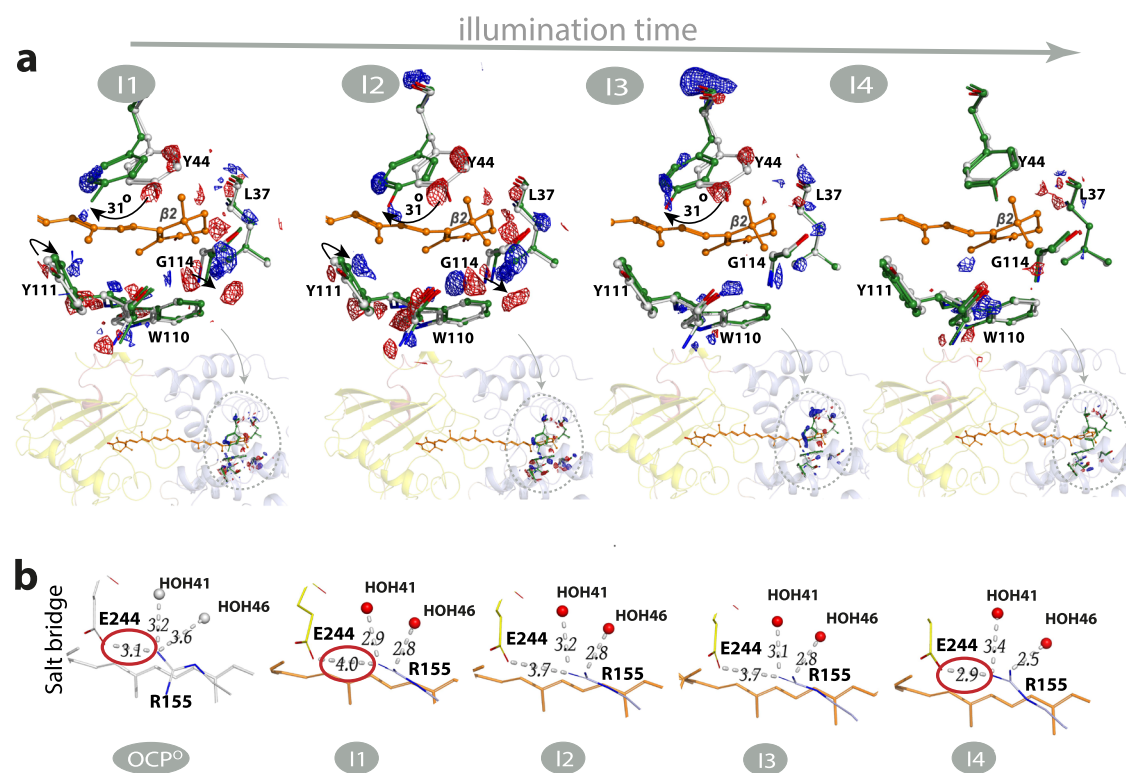 illumination time
a
I1
I2
I3
I4
Y44
L37
31°
β2
G114
Y111
W110
Y44
L37
31°
β2
G114
Y111
W110
Y44
L37
31°
β2
G114
Y111
W110
Y44
L37
β2
G114
Y111
W110
b
Salt bridge
HOH41
HOH46
E244
3.2
3.6
3.1
R155
OCPᴼ
HOH41
HOH46
E244
2.9
2.8
4.0
R155
I1
HOH41
HOH46
E244
3.2
2.8
3.7
R155
I2
HOH41
HOH46
E244
3.1
2.8
3.7
R155
I3
HOH41
HOH46
E244
3.4
2.5
2.9
R155
I4